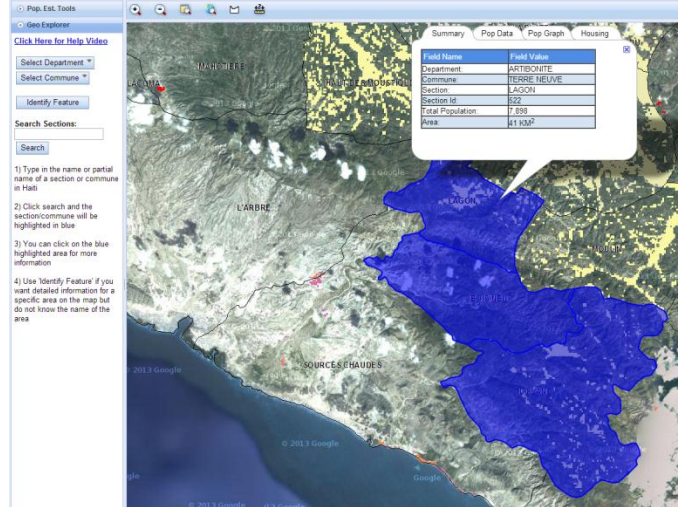 Pop. Est. Tools
Geo Explorer
Click Here for Help Video
Select Department
Select Commune
Identify Feature
Search Sections:
Search
1) Type in the name or partial
name of a section or commune
in Haiti
2) Click search and the
section/commune will be
highlighted in blue
3) You can click on the blue
highlighted area for more
information
4) Use 'Identify Feature' if you
want detailed information for a
specific area on the map but
do not know the name of the
area
Summary Pop Data Pop Graph Housing
Field Name Field Value
Department: ARTIBONITE
Commune: TERRE NEUVE
Section: LAGON
Section Id: 522
Total Population: 7,898
Area: 41 KM2
L'ARBRE
LAGON
SOURCES CHAUDES
© 2013 Google
© 2013 Google
Google
© 2013 Google